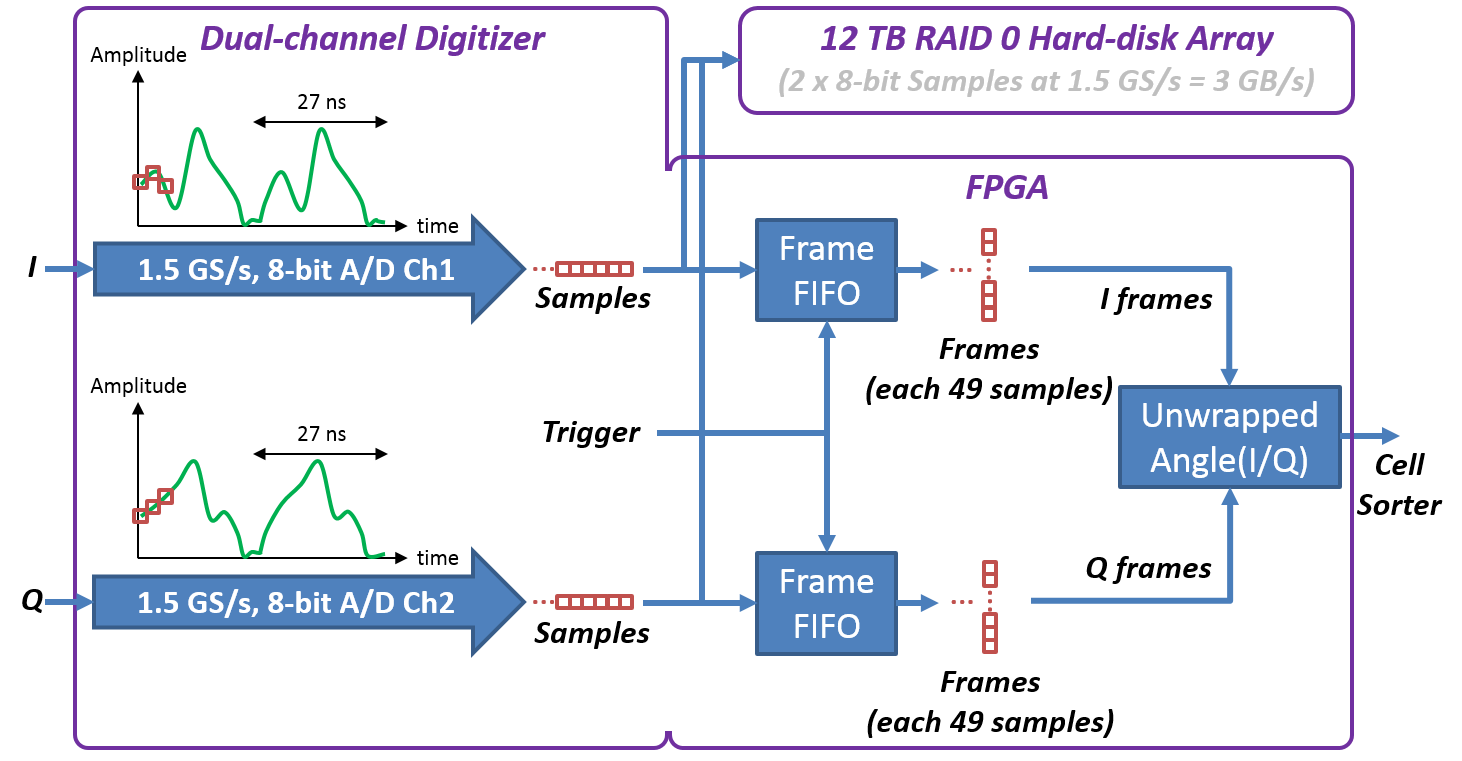 Dual-channel Digitizer
12 TB RAID 0 Hard-disk Array
(2 x 8-bit Samples at 1.5 GS/s = 3 GB/s)
Amplitude
27 ns
time
I
1.5 GS/s, 8-bit A/D Ch1
Samples
FPGA
Frame
FIFO
I frames
Frames
(each 49 samples)
Amplitude
27 ns
time
Trigger
Unwrapped
Angle(I/Q)
Cell
Sorter
Q
1.5 GS/s, 8-bit A/D Ch2
Samples
Frame
FIFO
Q frames
Frames
(each 49 samples)